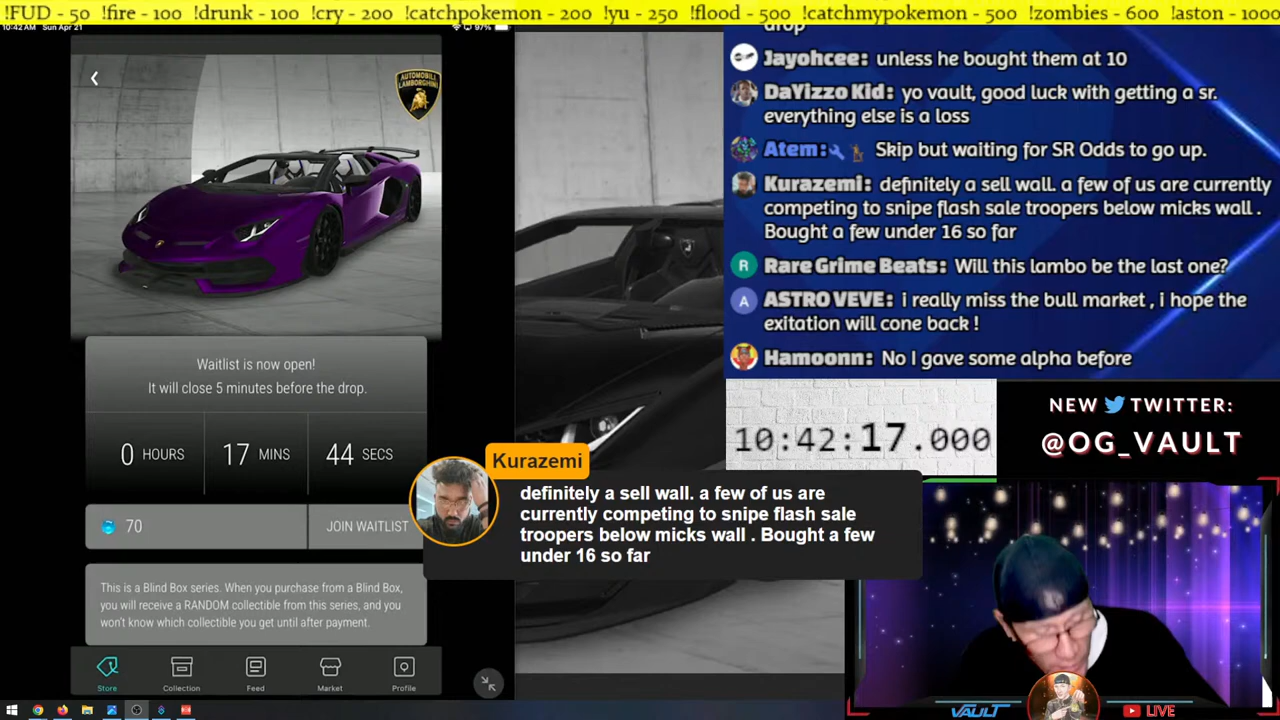 !FUD - 50 !fire - 100 !drunk - 100 !cry - 200 !catchpokemon - 200 !yu - 250 !flood - 500 !catchmypokemon - 500 !zombies - 600 !aston - 1000
10:42 AM Sun Apr 21
97%
AUTOMOBILI
LAMBORGHINI
Waitlist is now open!
It will close 5 minutes before the drop.
0 HOURS 17 MINS 44 SECS
70 JOIN WAITLIST
This is a Blind Box series. When you purchase from a Blind Box,
you will receive a RANDOM collectible from this series, and you
won't know which collectible you get until after payment.
Store Collection Feed Market Profile
drop
Jayohcee: unless he bought them at 10
DaYizzo Kid: yo vault, good luck with getting a sr.
everything else is a loss
Atem: Skip but waiting for SR Odds to go up.
Kurazemi: definitely a sell wall. a few of us are currently
competing to snipe flash sale troopers below micks wall .
Bought a few under 16 so far
R Rare Grime Beats: Will this lambo be the last one?
A ASTRO VEVE: i really miss the bull market , i hope the
exitation will cone back !
Hamoonn: No I gave some alpha before
10:42:17.000
NEW TWITTER:
@OG_VAULT
Kurazemi
definitely a sell wall. a few of us are
currently competing to snipe flash sale
troopers below micks wall . Bought a few
under 16 so far
VAULT
LIVE